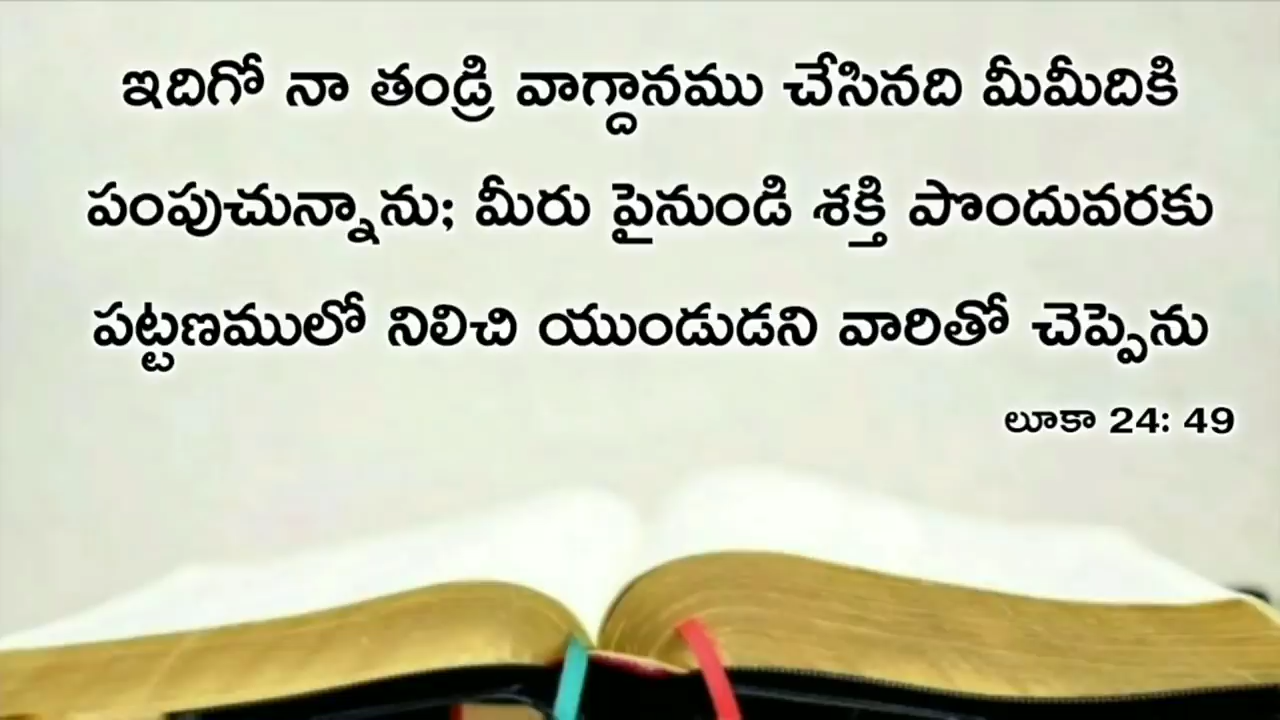 ఇదిగో నా తండ్రి వాగ్దానము చేసినది మీమీదికి
పంపుచున్నాను; మీరు పైనుండి శక్తి పొందువరకు
పట్టణములో నిలిచి యుండుడని వారితో చెప్పెను
లూకా 24: 49